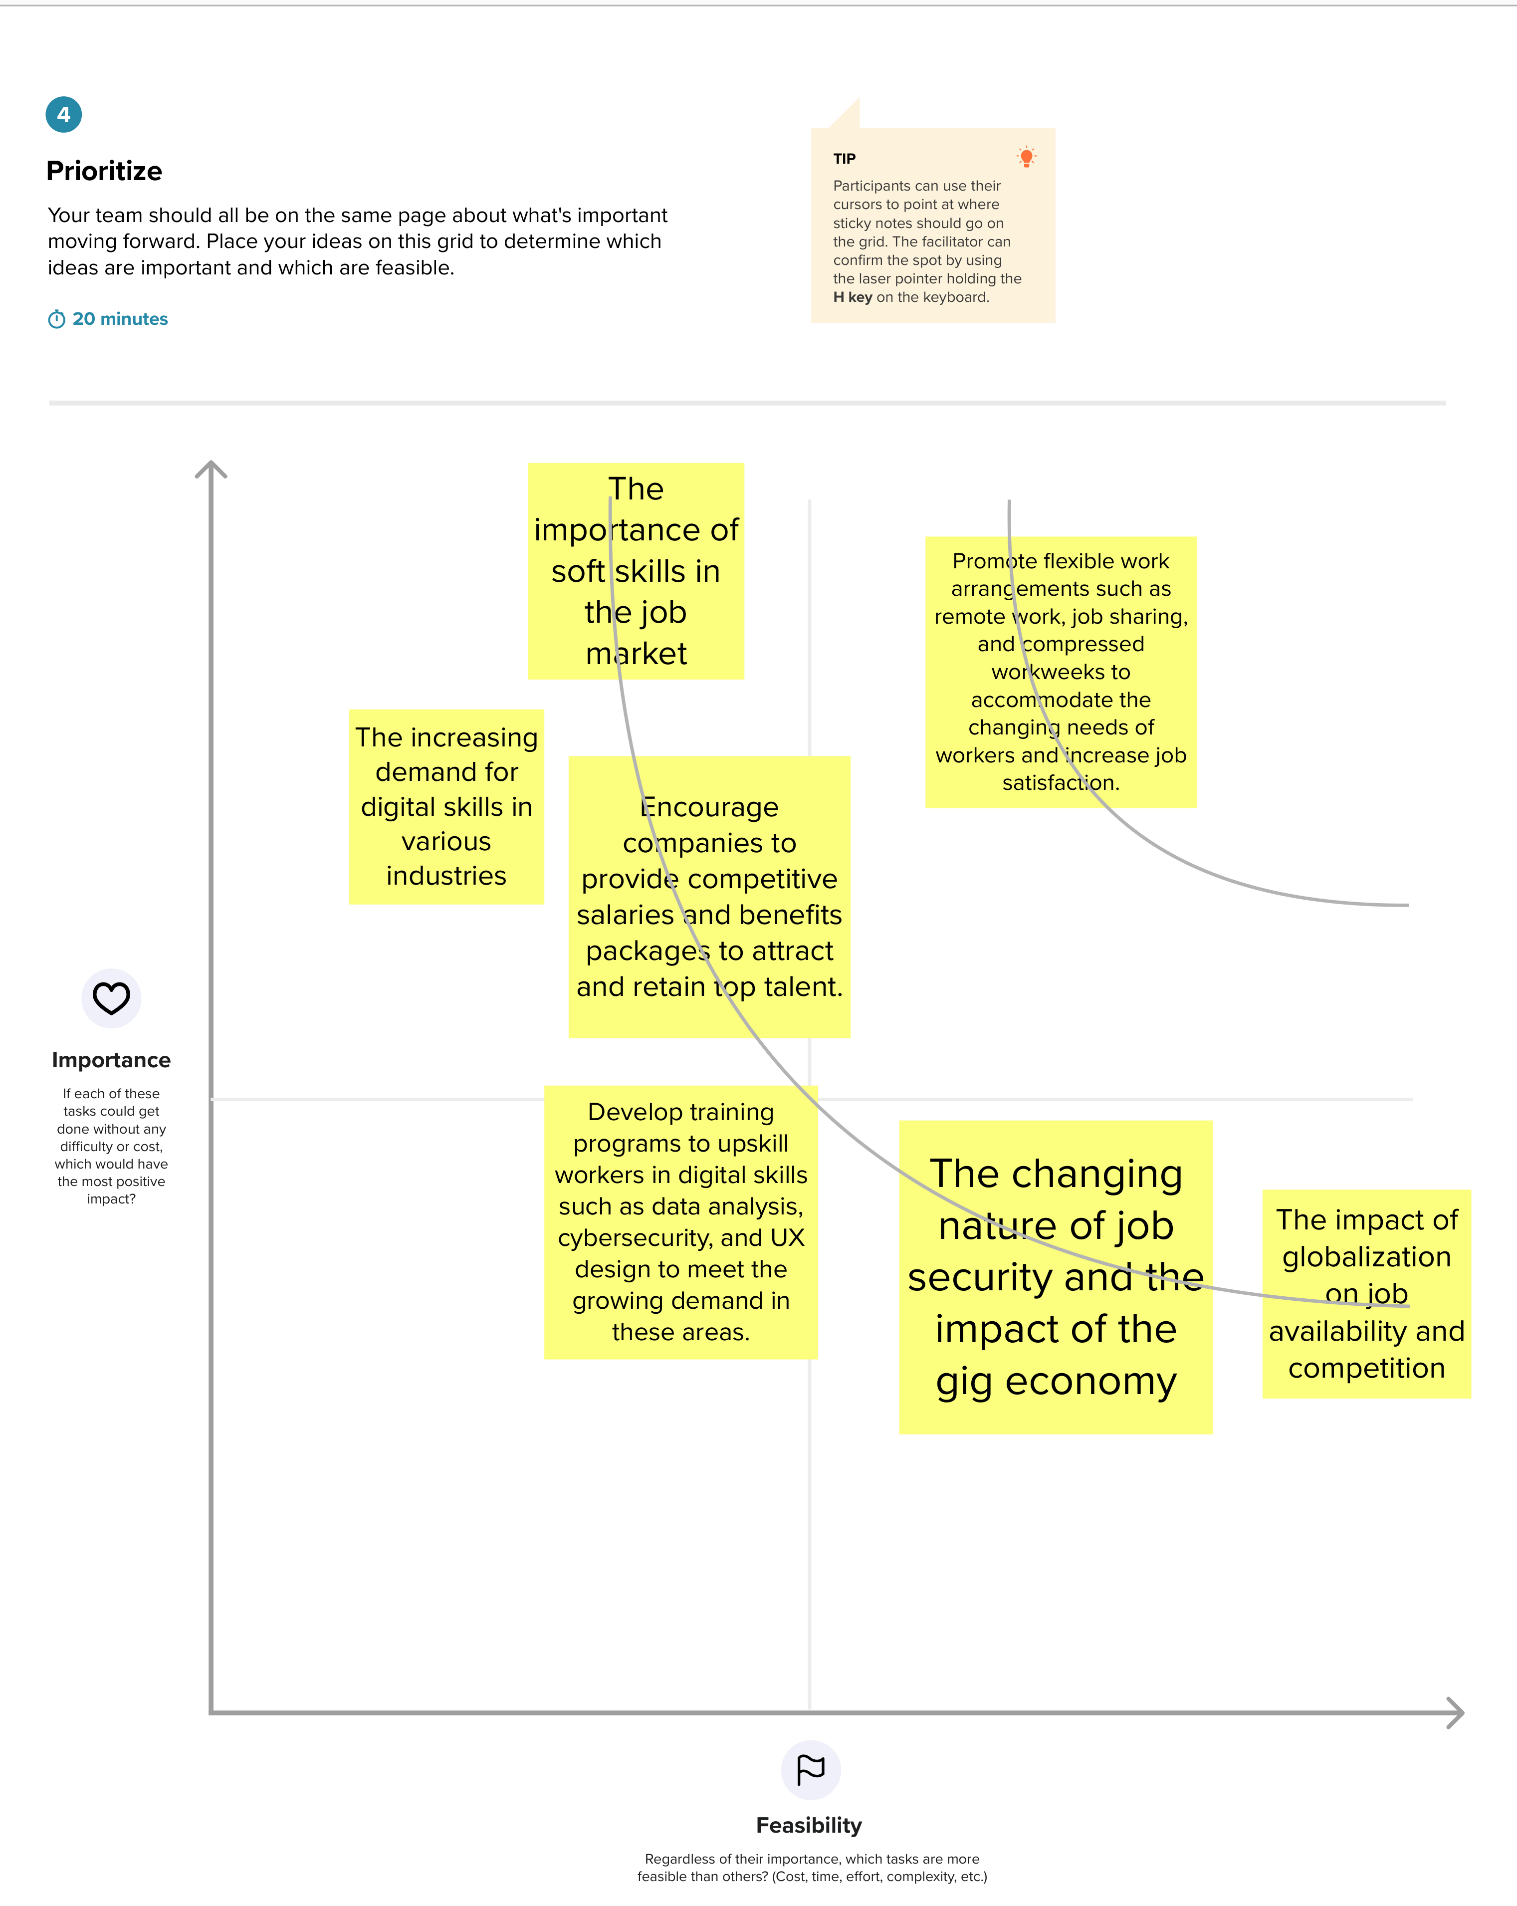 4
Prioritize
Your team should all be on the same page about what's important
moving forward. Place your ideas on this grid to determine which
ideas are important and which are feasible.
20 minutes
TIP
Participants can use their
cursors to point at where
sticky notes should go on
the grid. The facilitator can
confirm the spot by using
the laser pointer holding the
H key on the keyboard.
The
importance of
soft skills in
the job
market
Promote flexible work
arrangements such as
remote work, job sharing,
and compressed
workweeks to
accommodate the
changing needs of
workers and increase job
satisfaction.
The increasing
demand for
digital skills in
various
industries
Encourage
companies to
provide competitive
salaries and benefits
packages to attract
and retain top talent.
Importance
If each of these
tasks could get
done without any
difficulty or cost,
which would have
the most positive
impact?
Develop training
programs to upskill
workers in digital skills
such as data analysis,
cybersecurity, and UX
design to meet the
growing demand in
these areas.
The changing
nature of job
security and the
impact of the
gig economy
The impact of
globalization
on job
availability and
competition
Feasibility
Regardless of their importance, which tasks are more
feasible than others? (Cost, time, effort, complexity, etc.)